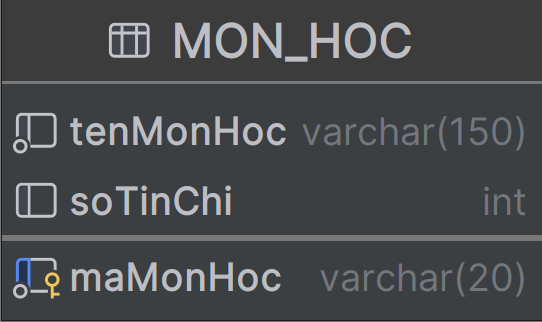 MON_HOC
tenMonHoc varchar(150)
soTinChi int
maMonHoc varchar(20)